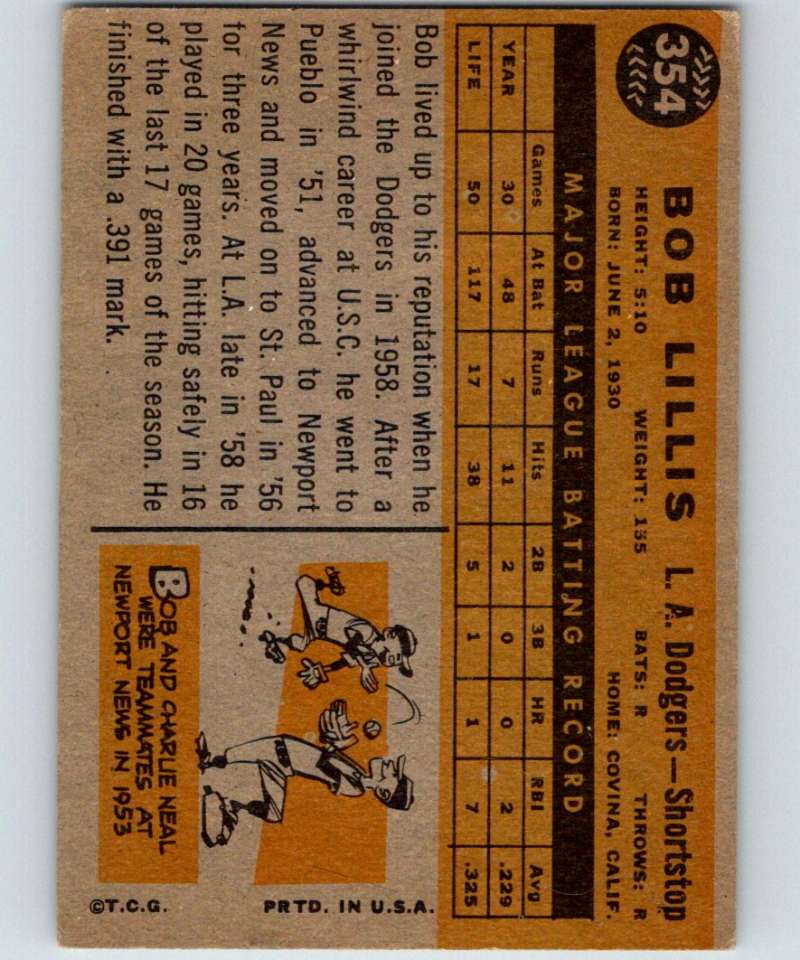 354
BOB LILLIS L. A. Dodgers—Shortstop
HEIGHT: 5:10 WEIGHT: 155 BATS: R THROWS: R
BORN: JUNE 2, 1930 HOME: COVINA, CALIF.
MAJOR LEAGUE BATTING RECORD
Games At Bat Runs Hits 2B 3B HR RBI Avg
YEAR 30 48 7 11 2 0 0 2 .229
LIFE 50 117 17 38 5 1 1 7 .325
Bob lived up to his reputation when he
joined the Dodgers in 1958. After a
whirlwind career at U.S.C. he went to
Pueblo in '51, advanced to Newport
News and moved on to St. Paul in '56
for three years. At L.A. late in '58 he
played in 20 games, hitting safely in 16
of the last 17 games of the season. He
finished with a .391 mark.
BOB AND CHARLIE NEAL
WERE TEAMMATES AT
NEWPORT NEWS IN 1953
©T.C.G. PRTD. IN U.S.A.